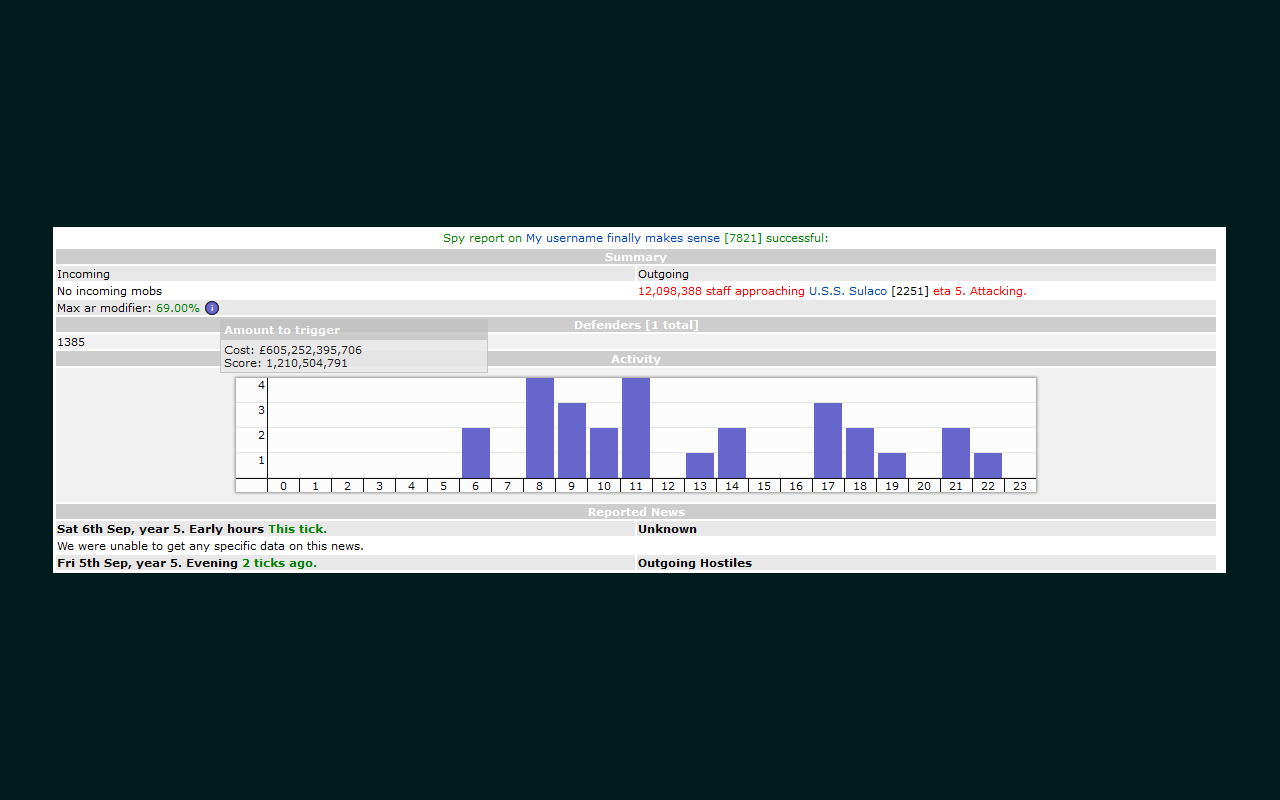 Spy report on My username finally makes sense [7821] successful:
Summary
Incoming Outgoing
No incoming mobs 12,098,388 staff approaching U.S.S. Sulaco [2251] eta 5. Attacking.
Max ar modifier: 69.00% i
Defenders [1 total]
Amount to trigger
1385
Cost: £605,252,395,706
Score: 1,210,504,791
Activity
4
3
2
1
0 1 2 3 4 5 6 7 8 9 10 11 12 13 14 15 16 17 18 19 20 21 22 23
Reported News
Sat 6th Sep, year 5. Early hours This tick. Unknown
We were unable to get any specific data on this news.
Fri 5th Sep, year 5. Evening 2 ticks ago. Outgoing Hostiles